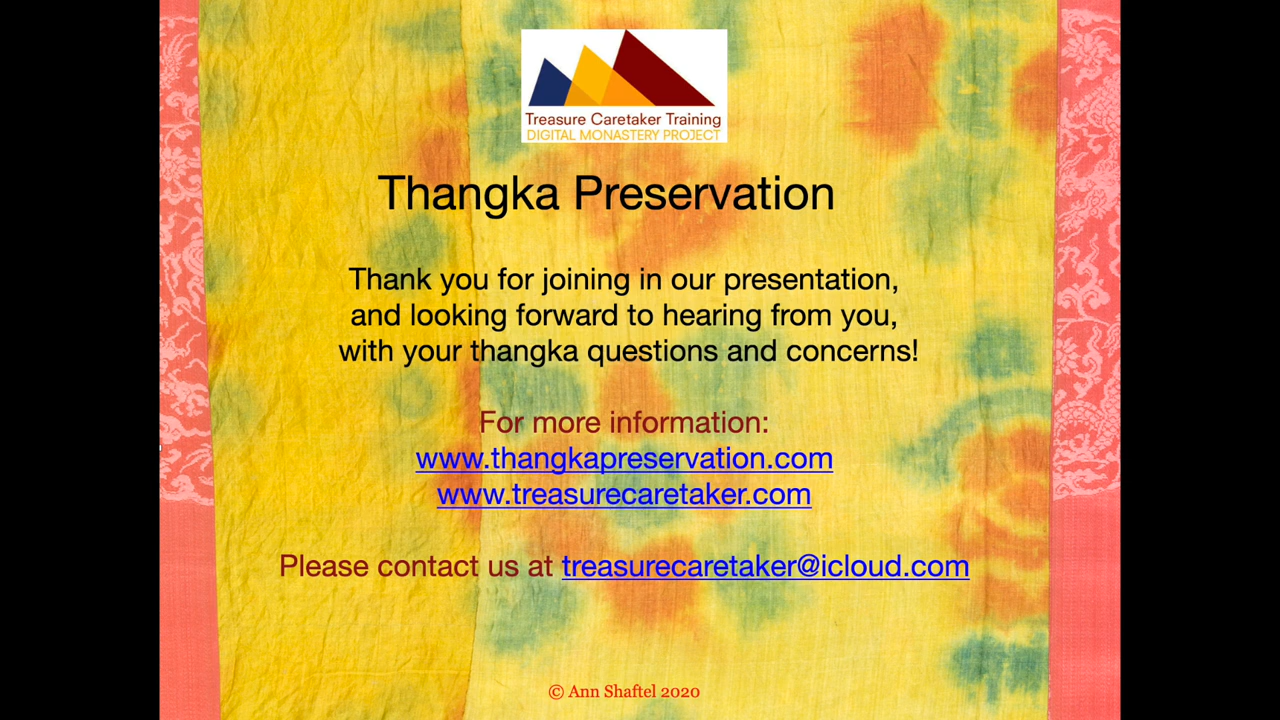 Treasure Caretaker Training
DIGITAL MONASTERY PROJECT
Thangka Preservation
Thank you for joining in our presentation,
and looking forward to hearing from you,
with your thangka questions and concerns!
For more information:
www.thangkapreservation.com
www.treasurecaretaker.com
Please contact us at treasurecaretaker@icloud.com
© Ann Shaftel 2020